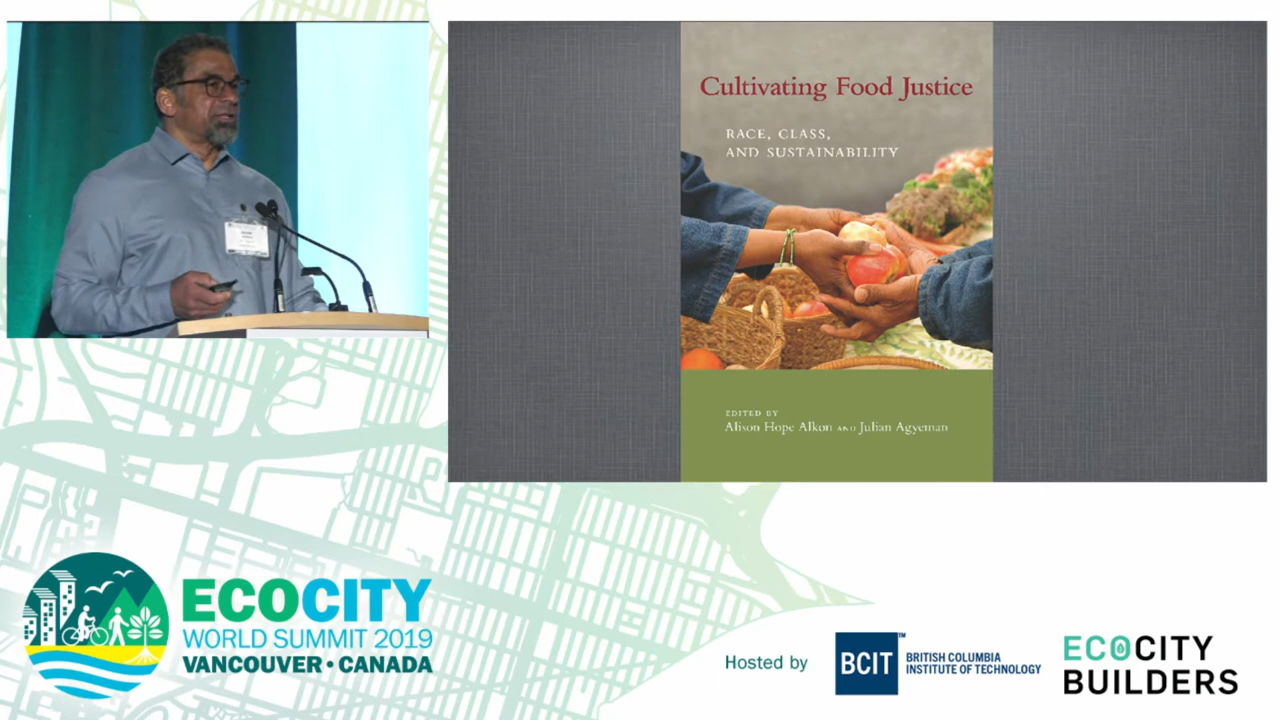 Cultivating Food Justice
RACE, CLASS,
AND SUSTAINABILITY
EDITED BY
Alison Hope Alkon AND Julian Agyeman
ECOCITY
WORLD SUMMIT 2019
VANCOUVER • CANADA
Hosted by
BCIT™
BRITISH COLUMBIA
INSTITUTE OF TECHNOLOGY
ECOCITY
BUILDERS